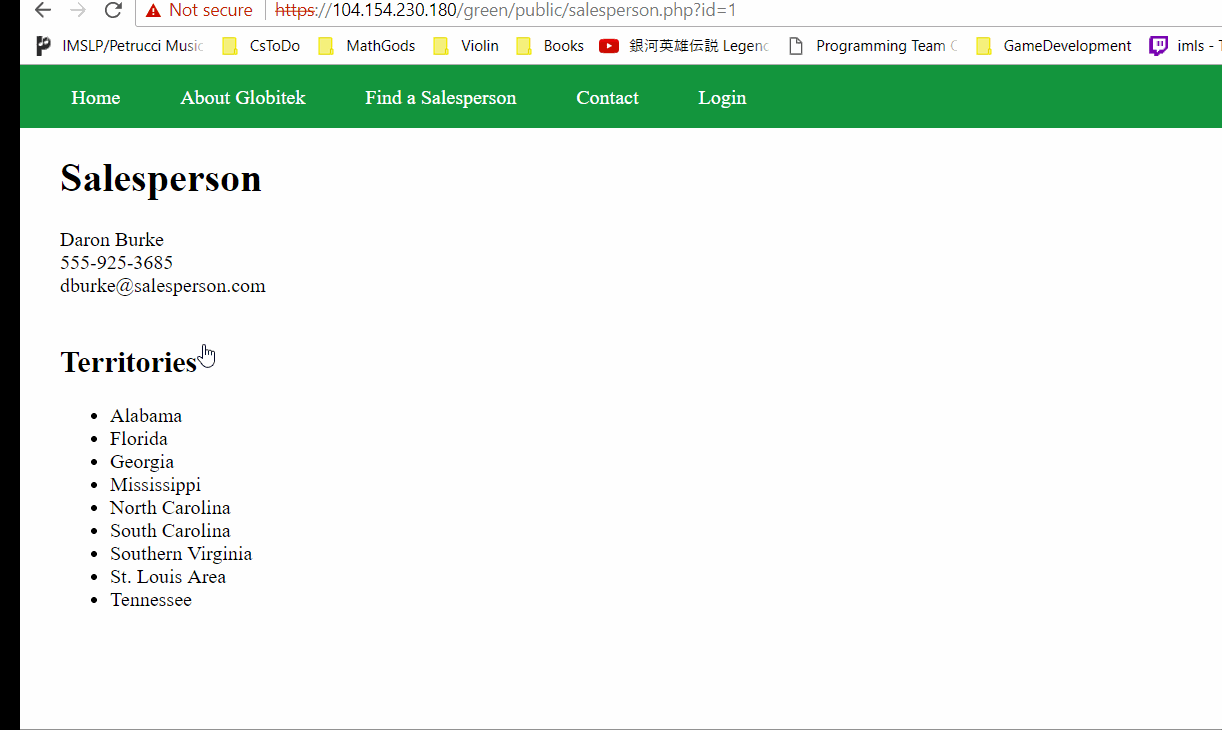 Not secure https://104.154.230.180/green/public/salesperson.php?id=1
IMSLP/Petrucci Music CsToDo MathGods Violin Books 銀河英雄伝説 Legend Programming Team GameDevelopment imls -
Home About Globitek Find a Salesperson Contact Login
Salesperson
Daron Burke
555-925-3685
dburke@salesperson.com
Territories
• Alabama
• Florida
• Georgia
• Mississippi
• North Carolina
• South Carolina
• Southern Virginia
• St. Louis Area
• Tennessee